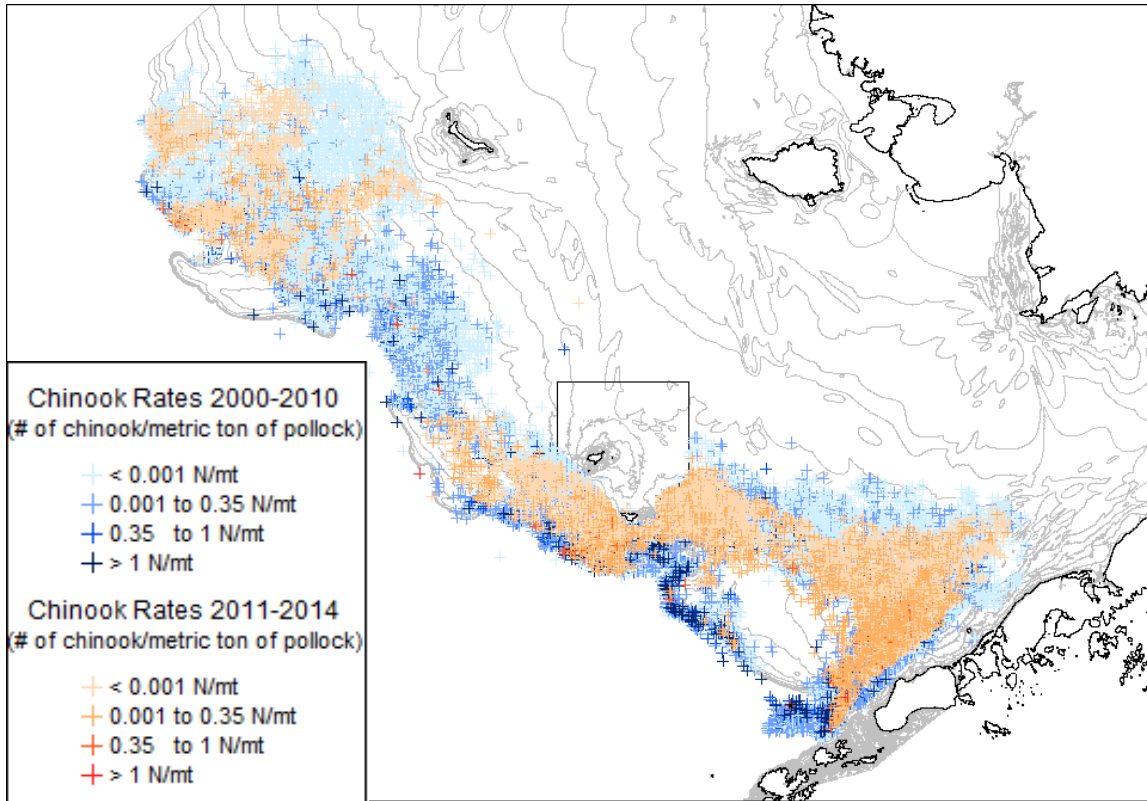 Chinook Rates 2000-2010
(# of chinook/metric ton of pollock)
< 0.001 N/mt
0.001 to 0.35 N/mt
0.35 to 1 N/mt
> 1 N/mt
Chinook Rates 2011-2014
(# of chinook/metric ton of pollock)
< 0.001 N/mt
0.001 to 0.35 N/mt
0.35 to 1 N/mt
> 1 N/mt